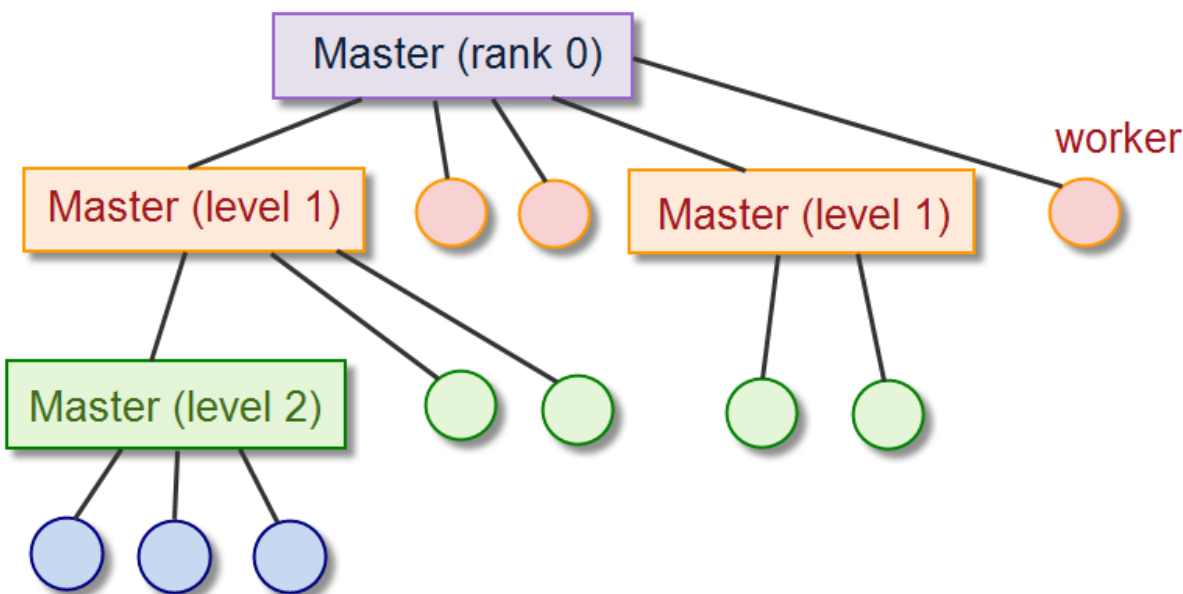 Master (rank 0)
worker
Master (level 1)
Master (level 1)
Master (level 2)